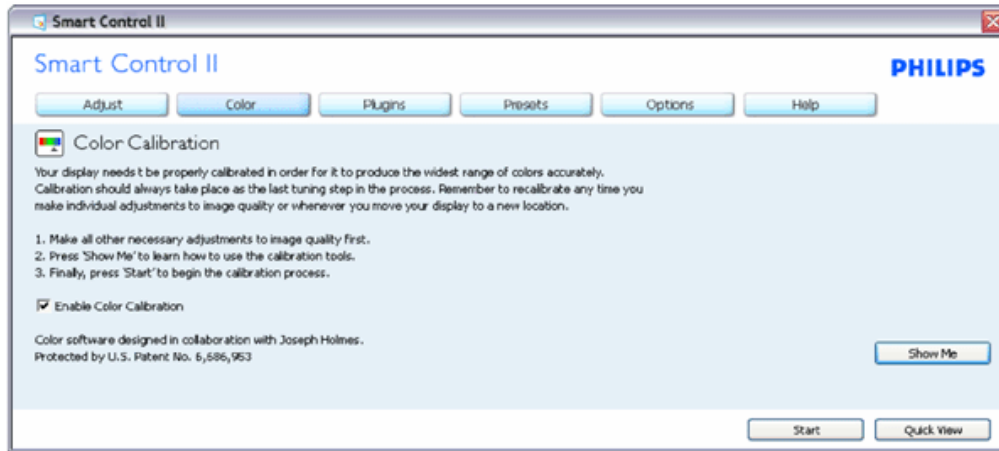 Smart Control II
Smart Control II
PHILIPS
Adjust
Color
Plugins
Presets
Options
Help
Color Calibration
Your display needs t be properly calibrated in order for it to produce the widest range of colors accurately.
Calibration should always take place as the last tuning step in the process. Remember to recalibrate any time you
make individual adjustments to image quality or whenever you move your display to a new location.
1. Make all other necessary adjustments to image quality first.
2. Press 'Show Me' to learn how to use the calibration tools.
3. Finally, press 'Start' to begin the calibration process.
Enable Color Calibration
Color software designed in collaboration with Joseph Holmes.
Protected by U.S. Patent No. 6,686,953
Show Me
Start
Quick View